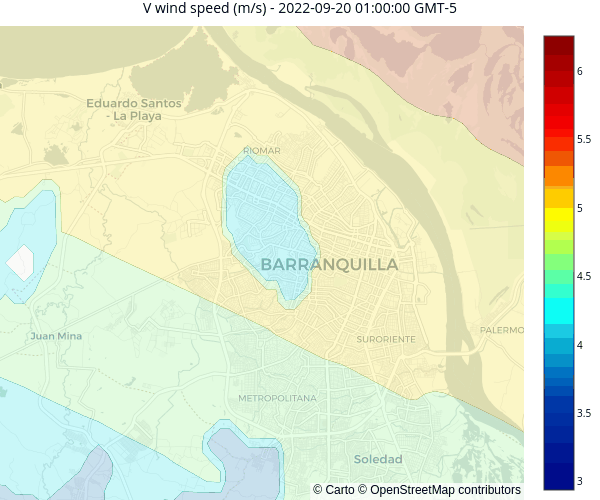 V wind speed (m/s) - 2022-09-20 01:00:00 GMT-5
6
5.5
5
4.5
4
3.5
3
Eduardo Santos
- La Playa
RIOMAR
BARRANQUILLA
Juan Mina
SURORIENTE
PALERMO
METROPOLITANA
Soledad
© Carto © OpenStreetMap contributors